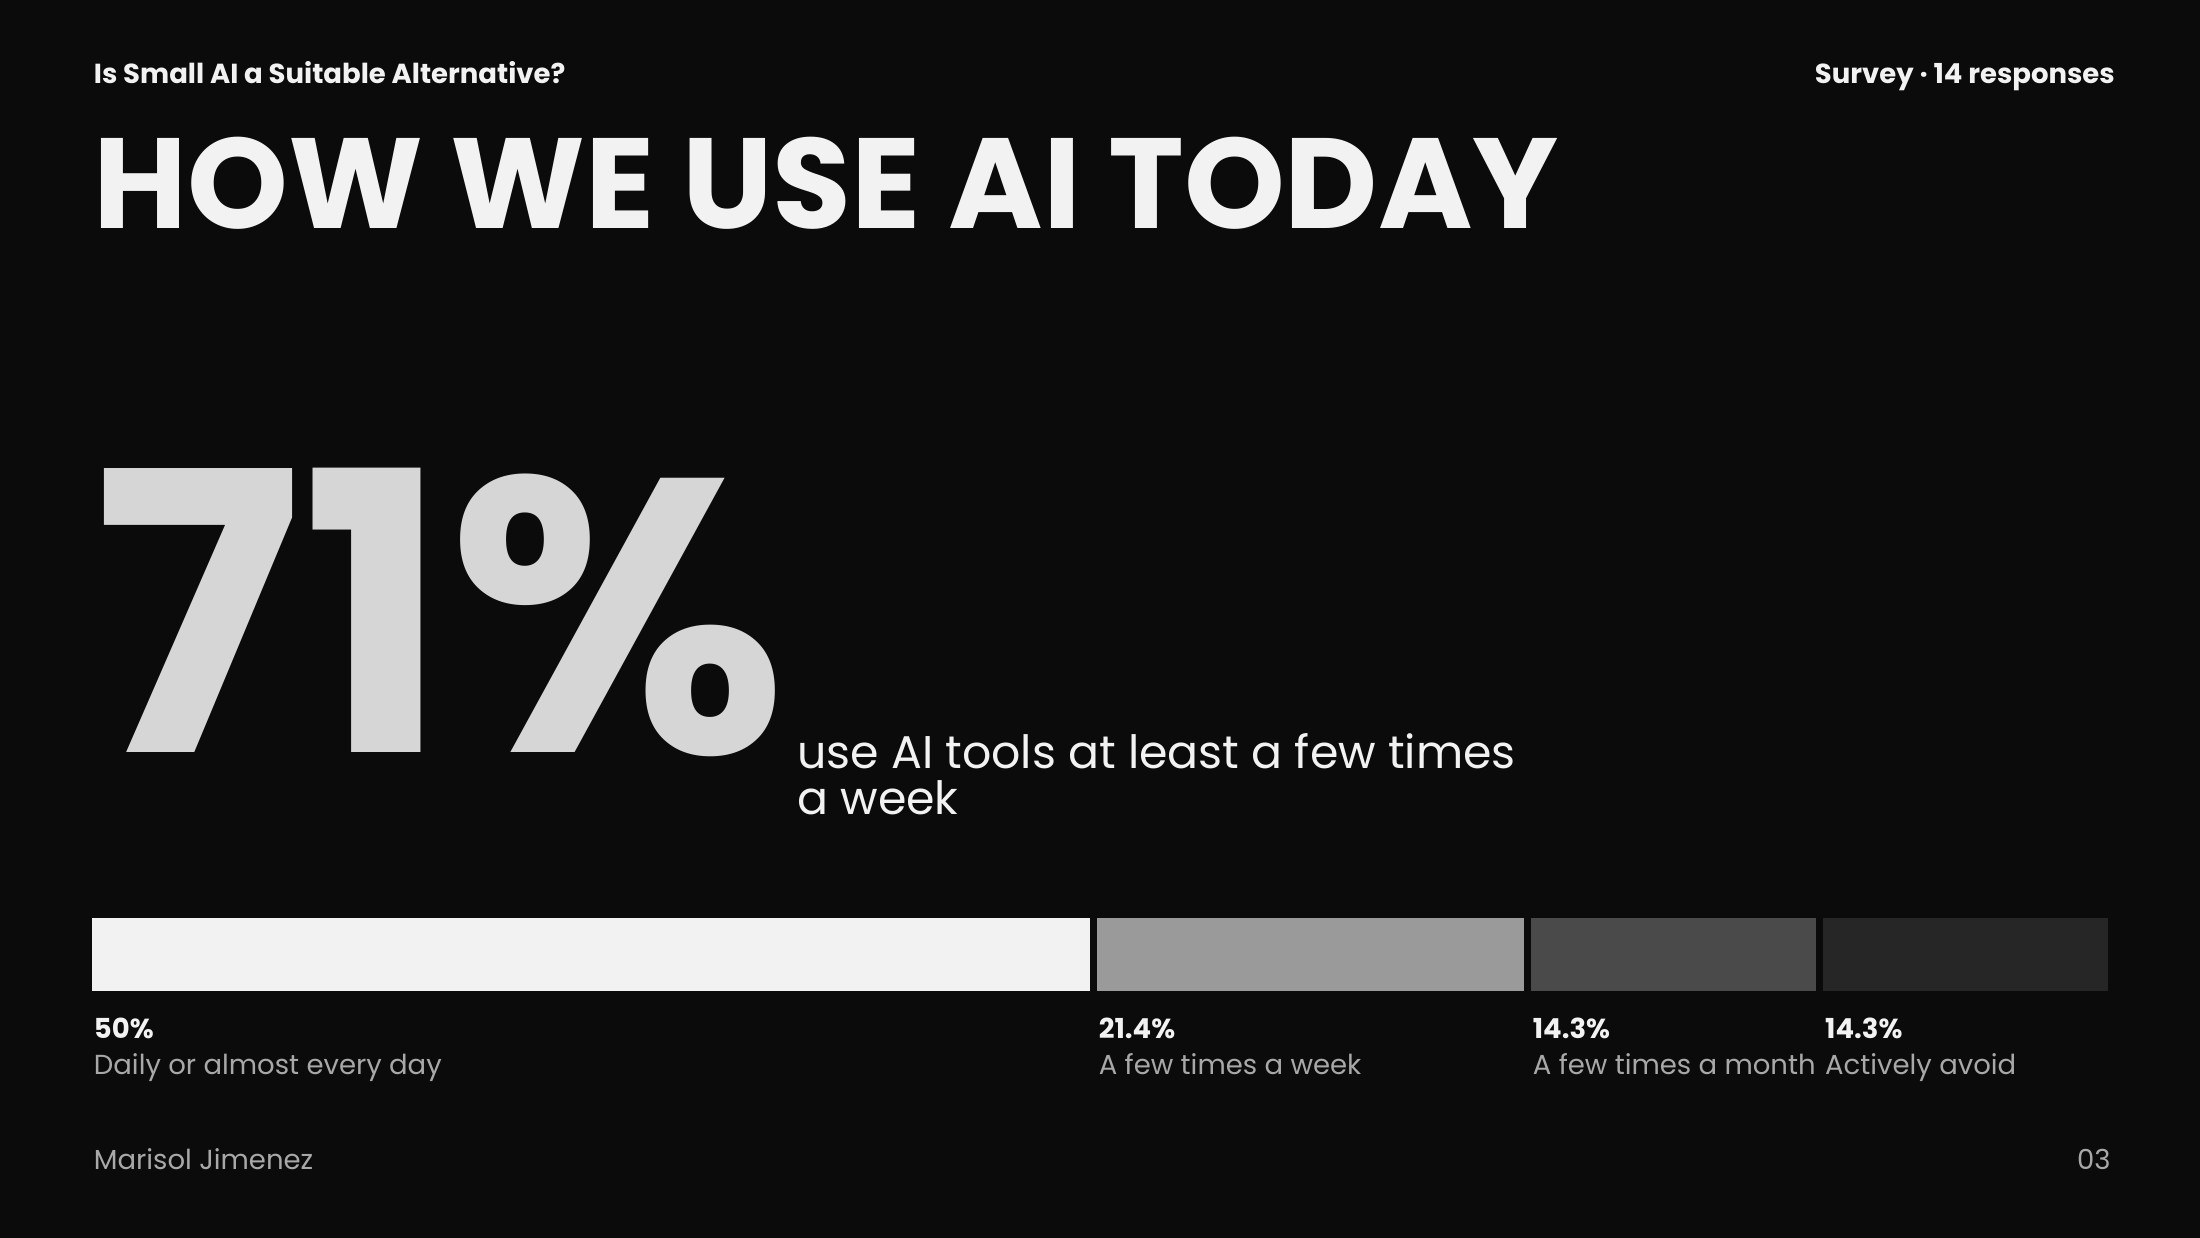 Is Small AI a Suitable Alternative?
Survey · 14 responses
HOW WE USE AI TODAY
71%
use AI tools at least a few times
a week
50%
Daily or almost every day
21.4%
A few times a week
14.3%
A few times a month
14.3%
Actively avoid
Marisol Jimenez
03